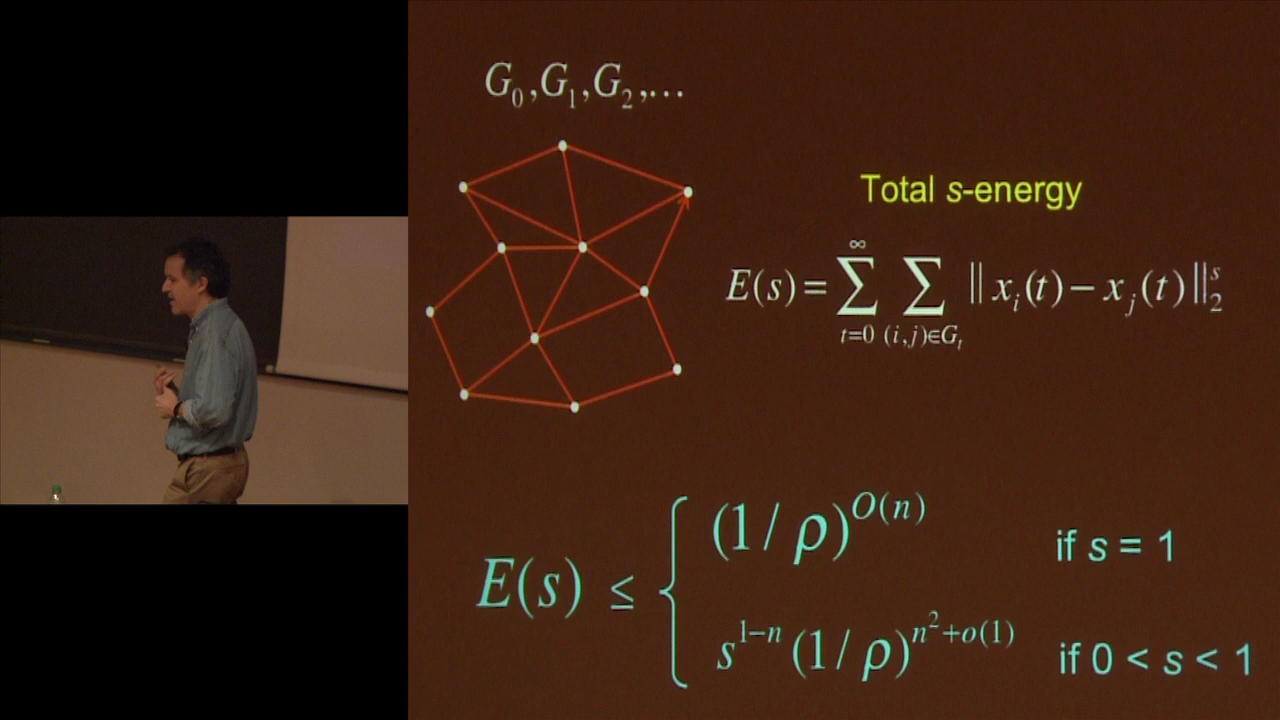 G₀,G₁,G₂,…
Total s-energy
E(s) = ∑_{t=0}^{∞} ∑_{(i,j)∈G_t} ‖ x_i(t) − x_j(t) ‖_2^s
E(s) ≤ { (1/ρ)^{O(n)} if s = 1
s^{1−n} (1/ρ)^{n²+o(1)} if 0 < s < 1